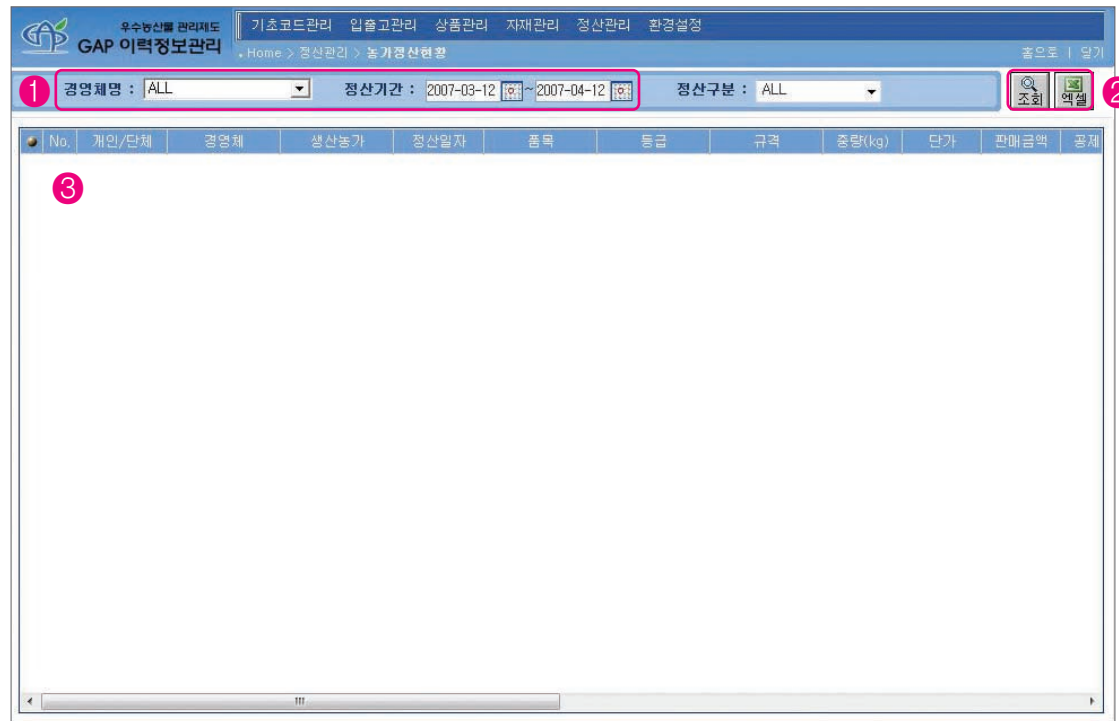 우수농산물 관리제도
GAP 이력정보관리
기초코드관리 입출고관리 상품관리 자재관리 정산관리 환경설정
Home > 정산관리 > 농가정산현황
홈으로 | 닫기
1 경영체명 : ALL 정산기간 : 2007-03-12 ~ 2007-04-12 정산구분 : ALL 조회 엑셀 2
No. 개인/단체 경영체 생산농가 정산일자 품목 등급 규격 중량(kg) 단가 판매금액 공제
3